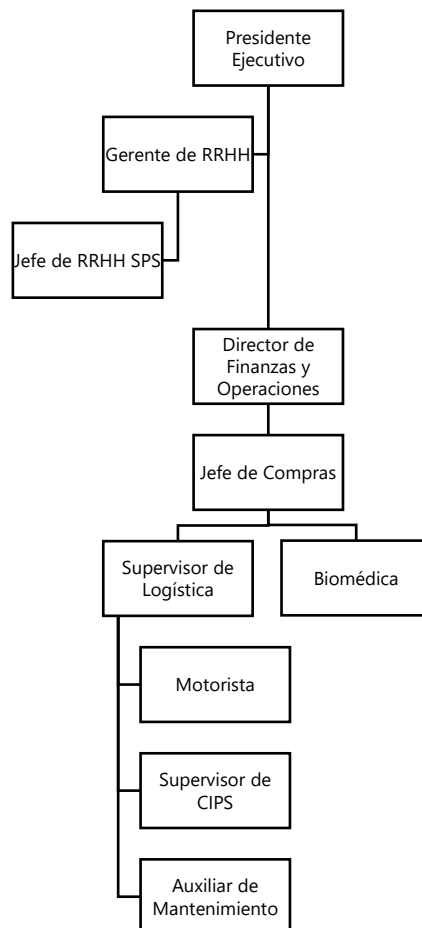 Presidente
Ejecutivo
Gerente de RRHH
Jefe de RRHH SPS
Director de
Finanzas y
Operaciones
Jefe de Compras
Supervisor de
Logística
Biomédica
Motorista
Supervisor de
CIPS
Auxiliar de
Mantenimiento